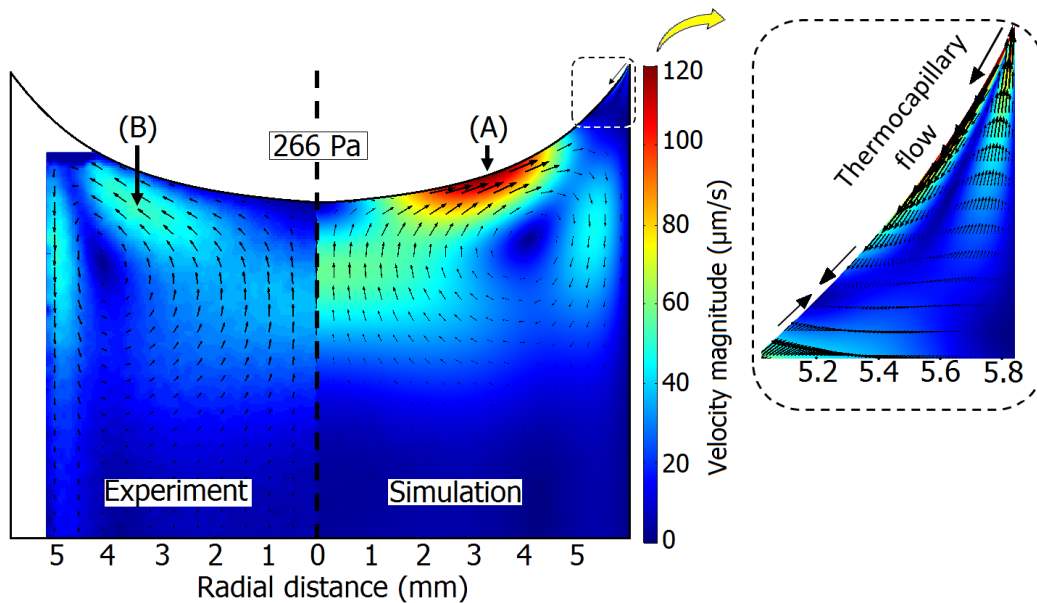 (B)
266 Pa
(A)
Experiment
Simulation
5 4 3 2 1 0 1 2 3 4 5
Radial distance (mm)
120
100
80
60
40
20
0
Velocity magnitude (μm/s)
Thermocapillary
flow
5.2 5.4 5.6 5.8